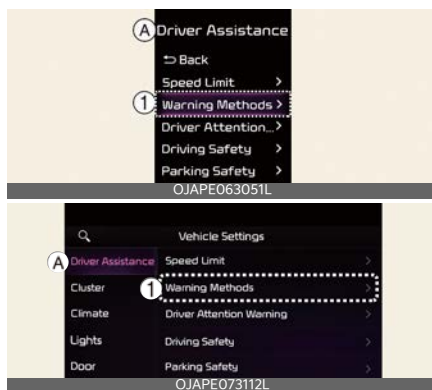 A Driver Assistance
⮌ Back
Speed Limit >
1 Warning Methods >
Driver Attention... >
Driving Safety >
Parking Safety >
OJAPE063051L
Vehicle Settings
A Driver Assistance Speed Limit >
Cluster 1 Warning Methods >
Climate Driver Attention Warning >
Lights Driving Safety >
Door Parking Safety >
OJAPE073112L